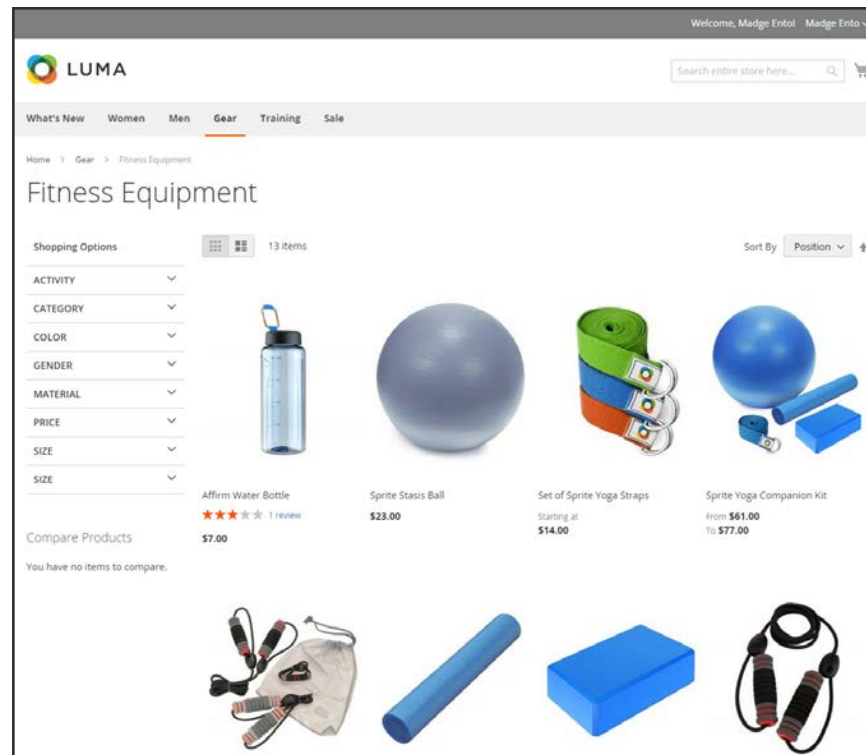 Welcome, Madge Entol Madge Ento
LUMA
Search entire store here...
What's New Women Men Gear Training Sale
Home > Gear > Fitness Equipment
Fitness Equipment
Shopping Options
13 items
Sort By Position
ACTIVITY
CATEGORY
COLOR
GENDER
MATERIAL
PRICE
SIZE
SIZE
Compare Products
You have no items to compare.
Affirm Water Bottle
1 review
$7.00
Sprite Stasis Ball
$23.00
Set of Sprite Yoga Straps
Starting at
$14.00
Sprite Yoga Companion Kit
From $61.00
To $77.00